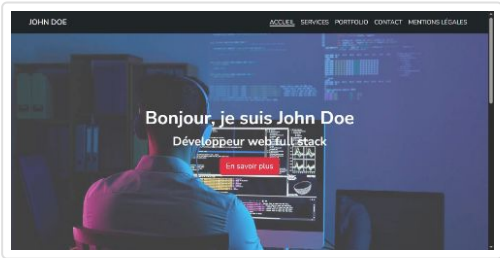 JOHN DOE
ACCUEIL SERVICES PORTFOLIO CONTACT MENTIONS LÉGALES
Bonjour, je suis John Doe
Développeur web full stack
En savoir plus